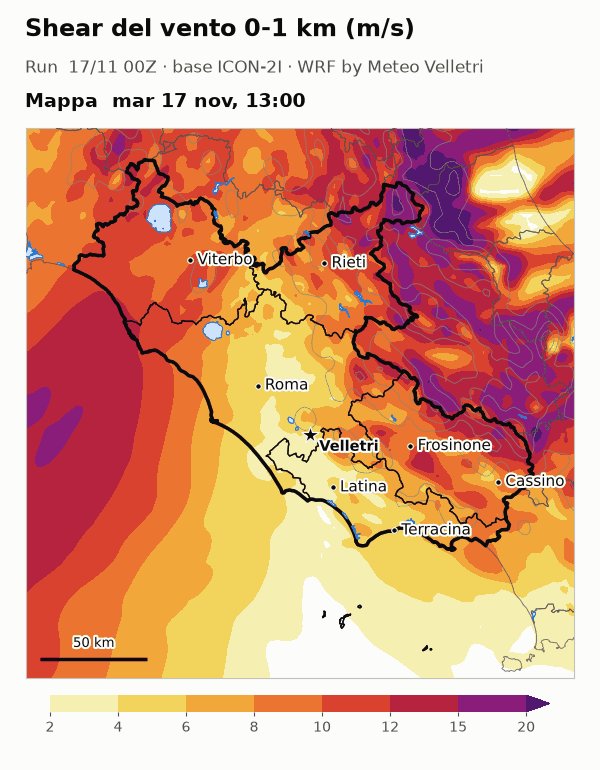 Shear del vento 0-1 km (m/s)
Run  17/11 00Z · base ICON-2I · WRF by Meteo Velletri
Mappa  mar 17 nov, 13:00
Viterbo
Rieti
Roma
Velletri
Frosinone
Cassino
Latina
Terracina
50 km
2 4 6 8 10 12 15 20